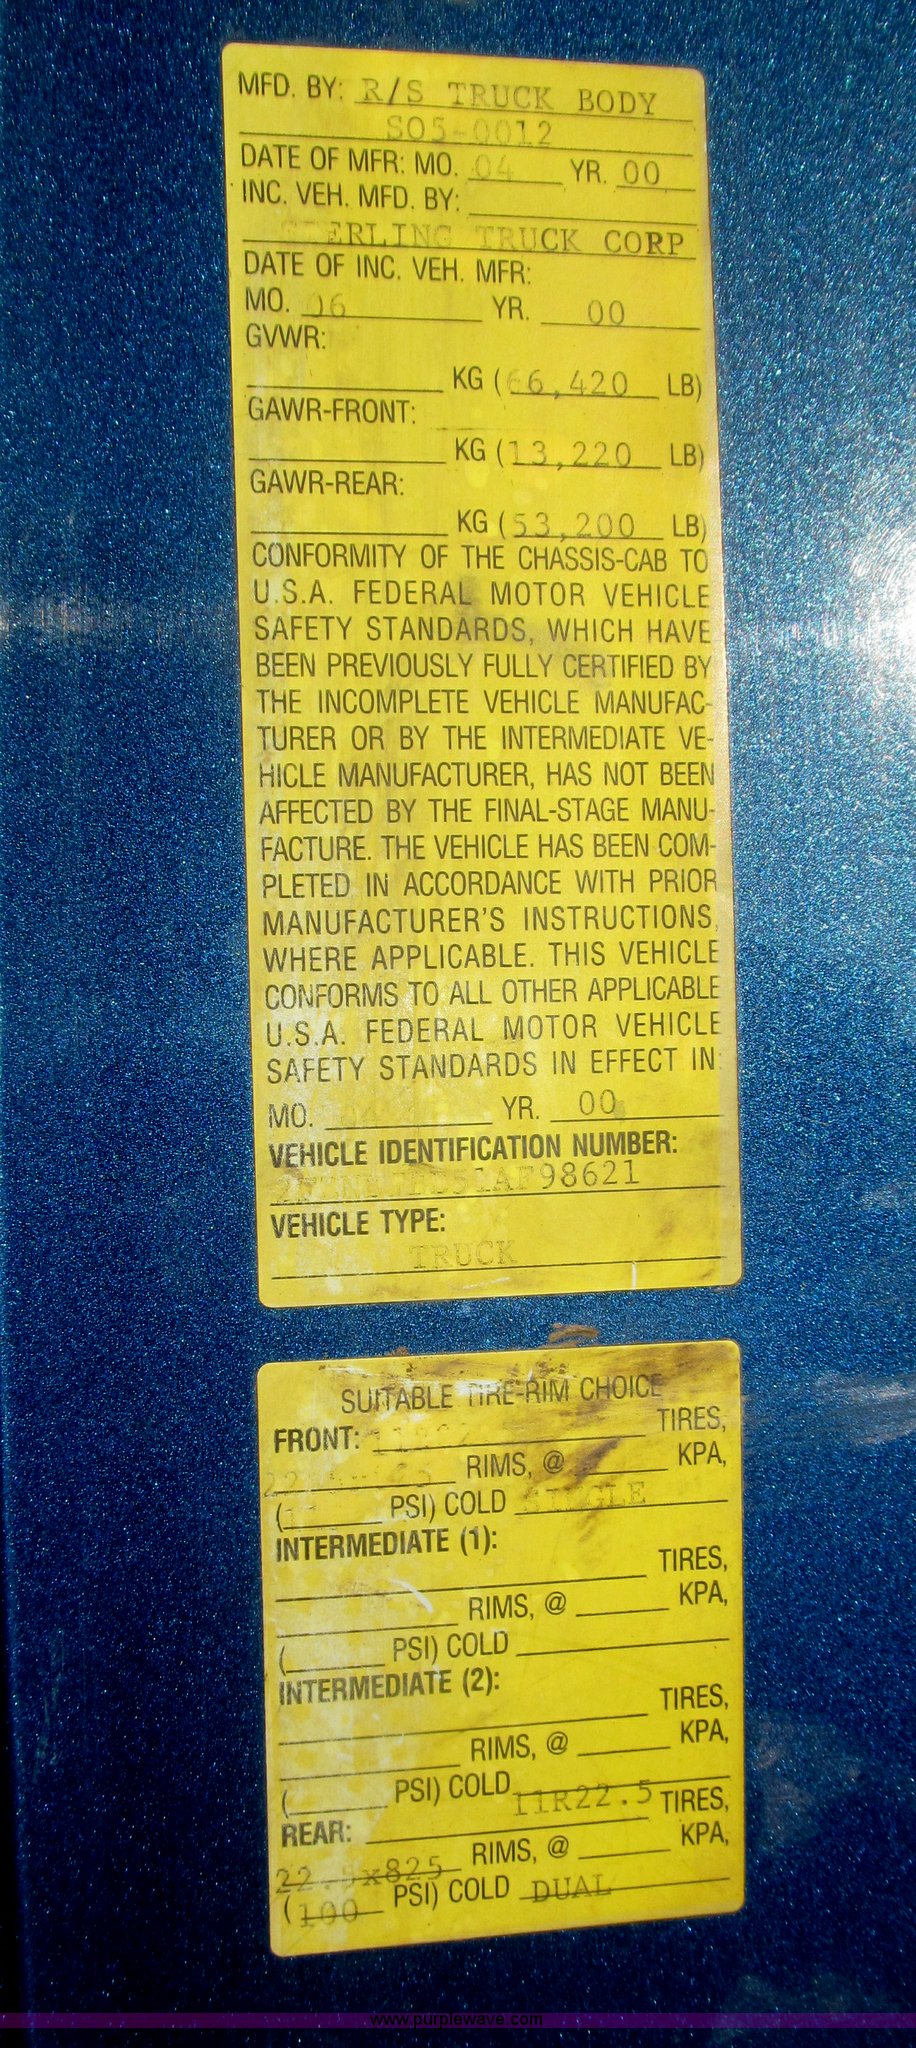 MFD. BY: R/S TRUCK BODY
SO5-0012
DATE OF MFR: MO. 04 YR. 00
INC. VEH. MFD. BY:
STERLING TRUCK CORP
DATE OF INC. VEH. MFR:
MO. 06 YR. 00
GVWR:
KG (66,420 LB)
GAWR-FRONT:
KG (13,220 LB)
GAWR-REAR:
KG (53,200 LB)
CONFORMITY OF THE CHASSIS-CAB TO
U.S.A. FEDERAL MOTOR VEHICLE
SAFETY STANDARDS, WHICH HAVE
BEEN PREVIOUSLY FULLY CERTIFIED BY
THE INCOMPLETE VEHICLE MANUFAC-
TURER OR BY THE INTERMEDIATE VE-
HICLE MANUFACTURER, HAS NOT BEEN
AFFECTED BY THE FINAL-STAGE MANU-
FACTURE. THE VEHICLE HAS BEEN COM-
PLETED IN ACCORDANCE WITH PRIOR
MANUFACTURER'S INSTRUCTIONS,
WHERE APPLICABLE. THIS VEHICLE
CONFORMS TO ALL OTHER APPLICABLE
U.S.A. FEDERAL MOTOR VEHICLE
SAFETY STANDARDS IN EFFECT IN:
MO. YR. 00
VEHICLE IDENTIFICATION NUMBER:
VEHICLE TYPE:
TRUCK
SUITABLE TIRE-RIM CHOICE
FRONT: TIRES,
RIMS, @ KPA,
( PSI) COLD SINGLE
INTERMEDIATE (1):
TIRES,
RIMS, @ KPA,
( PSI) COLD
INTERMEDIATE (2):
TIRES,
RIMS, @ KPA,
( PSI) COLD
REAR: 11R22.5 TIRES,
22.5x825 RIMS, @ KPA,
(100 PSI) COLD DUAL
www.purplewave.com